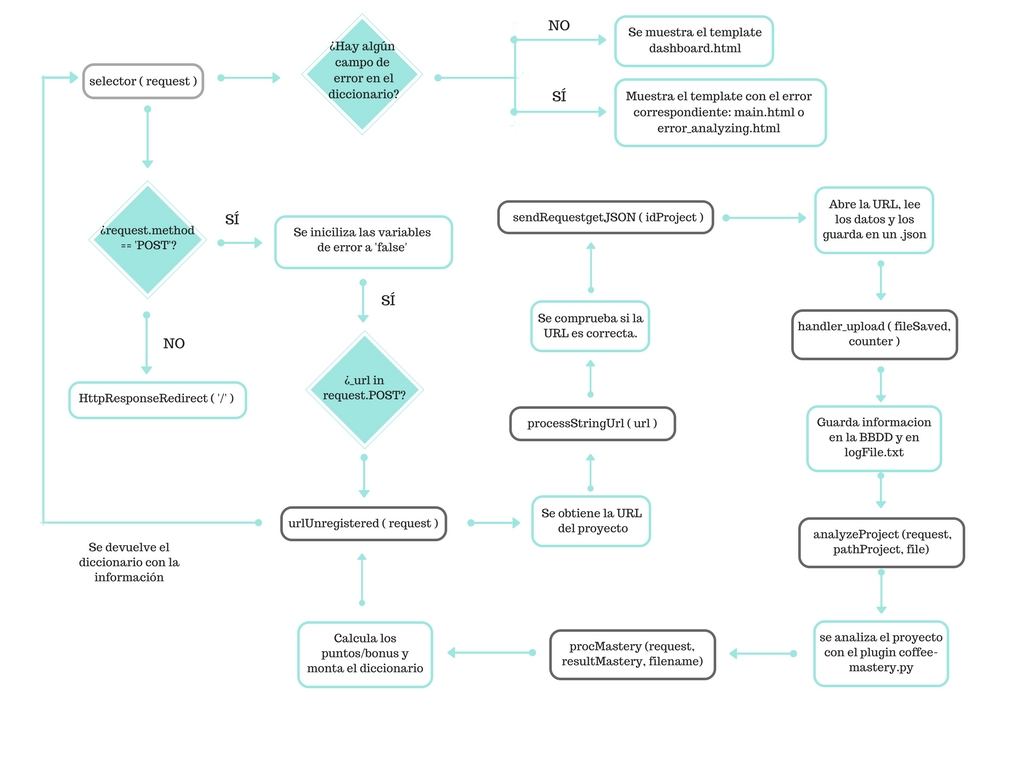 ¿Hay algún
campo de
error en el
diccionario?
NO
Se muestra el template
dashboard.html
selector ( request )
SÍ
Muestra el template con el error
correspondiente: main.html o
error_analyzing.html
¿request.method
== 'POST'?
SÍ
Se iniciliza las variables
de error a 'false'
sendRequestgetJSON ( idProject )
Abre la URL, lee
los datos y los
guarda en un .json
SÍ
NO
Se comprueba si la
URL es correcta.
handler_upload ( fileSaved,
counter )
HttpResponseRedirect ( '/' )
¿_url in
request.POST?
processStringUrl ( url )
Guarda informacion
en la BBDD y en
logFile.txt
urlUnregistered ( request )
Se obtiene la URL
del proyecto
analyzeProject (request,
pathProject, file)
Se devuelve el
diccionario con la
información
Calcula los
puntos/bonus y
monta el diccionario
procMastery (request,
resultMastery, filename)
se analiza el proyecto
con el plugin coffee-
mastery.py